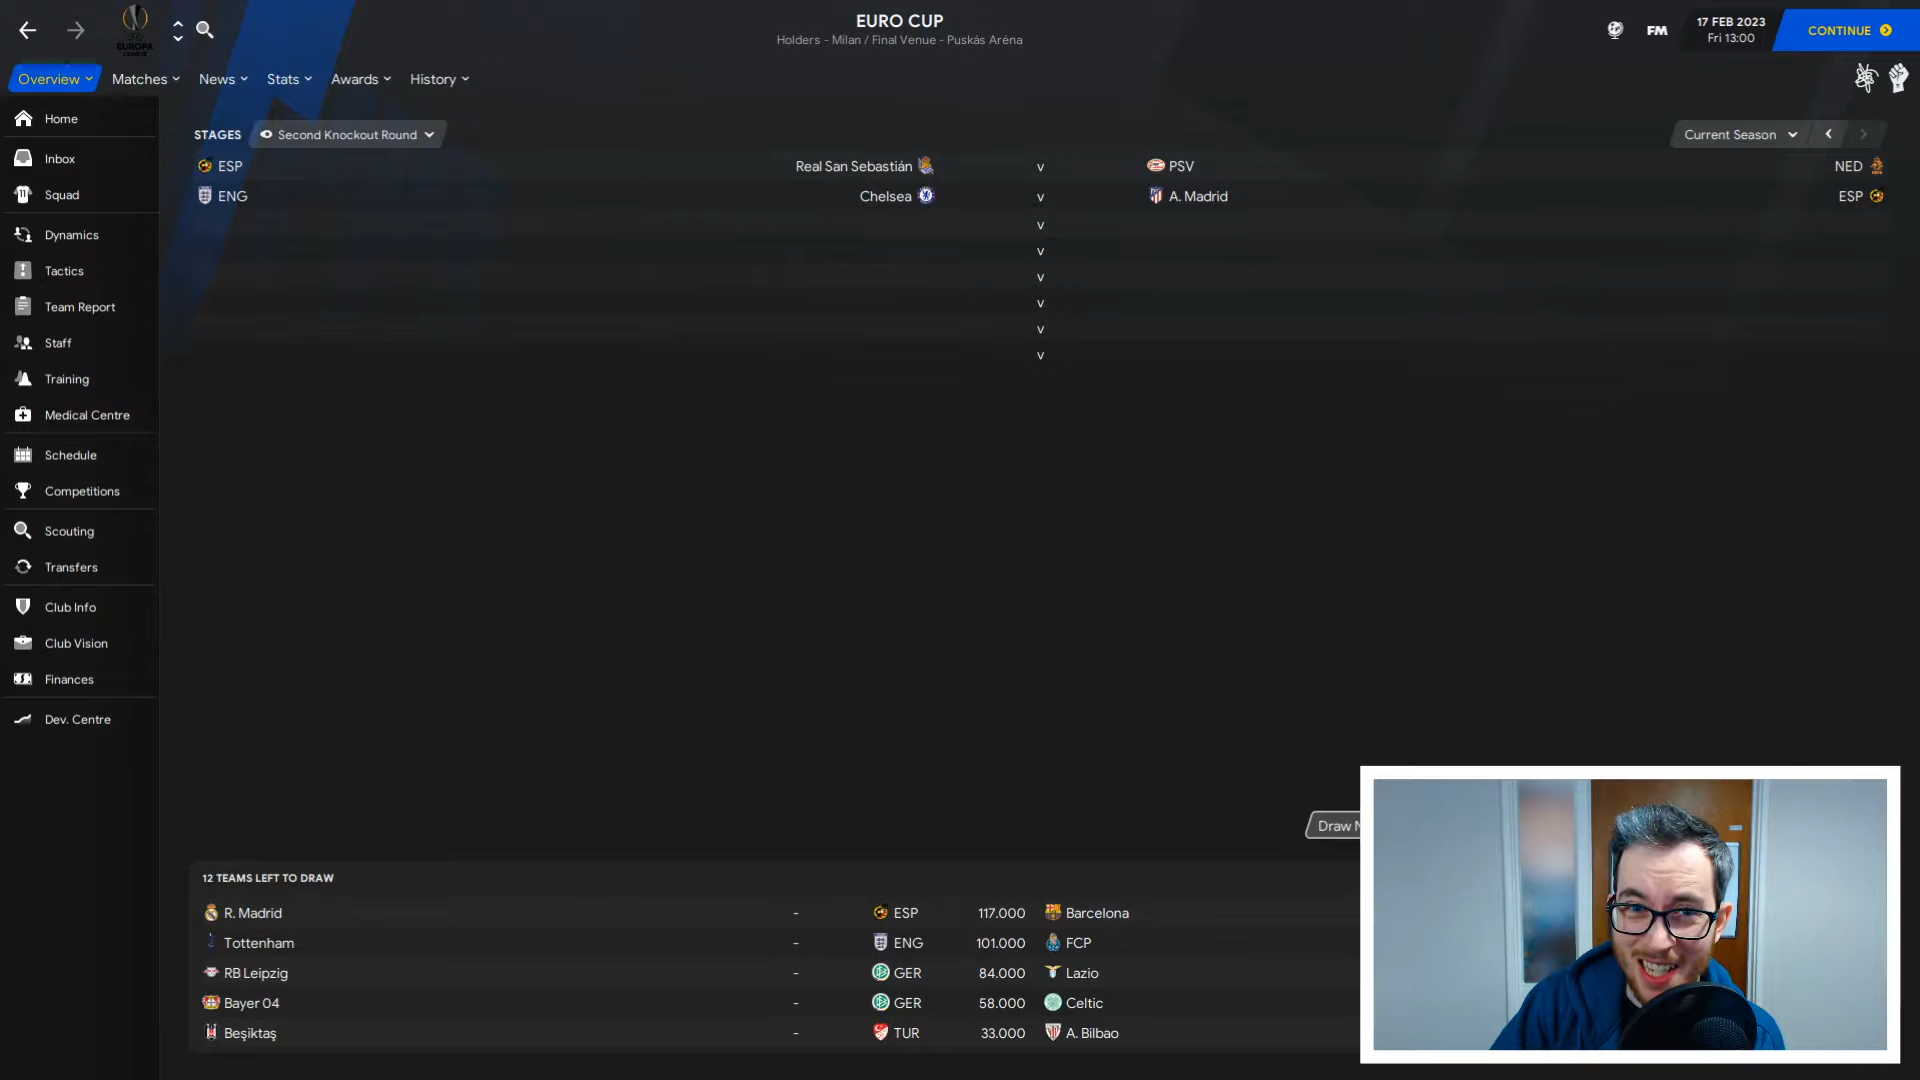 EUROPA
LEAGUE
EURO CUP
Holders - Milan / Final Venue - Puskás Aréna
FM
17 FEB 2023
Fri 13:00
CONTINUE
Overview
Matches
News
Stats
Awards
History
Home
Inbox
Squad
Dynamics
Tactics
Team Report
Staff
Training
Medical Centre
Schedule
Competitions
Scouting
Transfers
Club Info
Club Vision
Finances
Dev. Centre
STAGES Second Knockout Round
Current Season
ESP Real San Sebastián v PSV NED
ENG Chelsea v A. Madrid ESP
v
v
v
v
v
v
Draw N
12 TEAMS LEFT TO DRAW
R. Madrid - ESP 117.000 Barcelona
Tottenham - ENG 101.000 FCP
RB Leipzig - GER 84.000 Lazio
Bayer 04 - GER 58.000 Celtic
Beşiktaş - TUR 33.000 A. Bilbao